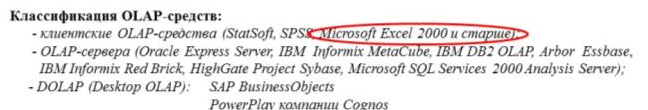 Классификация OLAP-средств:
- клиентские OLAP-средства (StatSoft, SPSS, Microsoft Excel 2000 и старше);
- OLAP-сервера (Oracle Express Server, IBM Informix MetaCube, IBM DB2 OLAP, Arbor Essbase,
IBM Informix Red Brick, HighGate Project Sybase, Microsoft SQL Services 2000 Analysis Server);
- DOLAP (Desktop OLAP): SAP BusinessObjects
PowerPlay компании Cognos